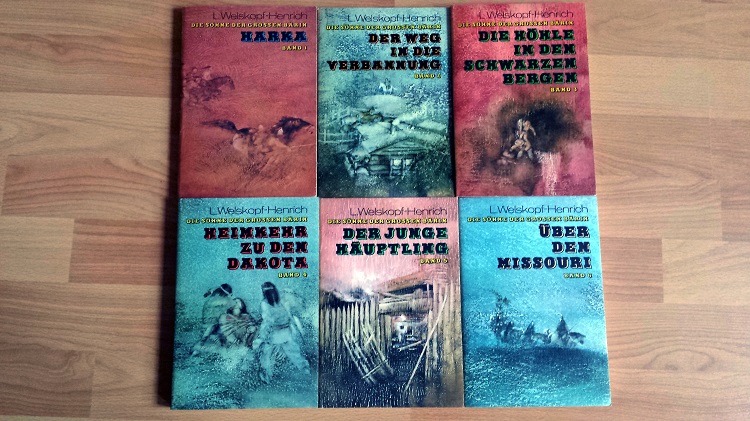 L.Welskopf-Henrich
DIE SÖHNE DER GROSSEN BÄRIN
HARKA
BAND 1
L.Welskopf-Henrich
DIE SÖHNE DER GROSSEN BÄRIN
DER WEG
IN DIE
VERBANNUNG
BAND 2
L.Welskopf-Henrich
DIE SÖHNE DER GROSSEN BÄRIN
DIE HÖHLE
IN DEN
SCHWARZEN
BERGEN
BAND 3
L.Welskopf-Henrich
DIE SÖHNE DER GROSSEN BÄRIN
HEIMKEHR
ZU DEN
DAKOTA
BAND 4
L.Welskopf-Henrich
DIE SÖHNE DER GROSSEN BÄRIN
DER JUNGE
HÄUPTLING
BAND 5
L.Welskopf-Henrich
DIE SÖHNE DER GROSSEN BÄRIN
ÜBER
DEN
MISSOURI
BAND 6